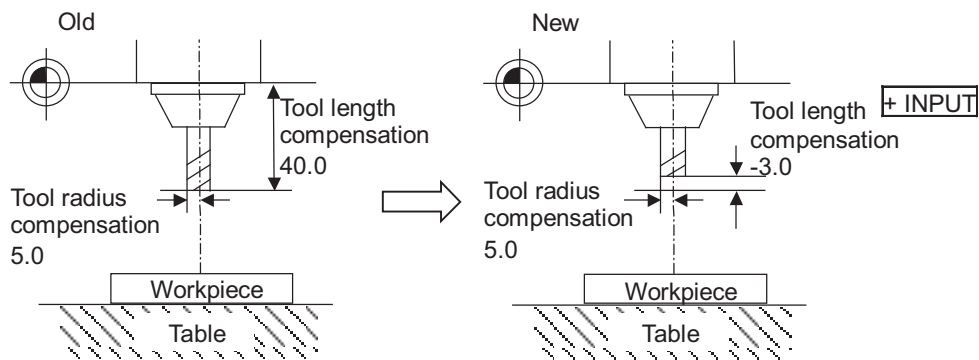 Old
Tool length
compensation
40.0
Tool radius
compensation
5.0
Workpiece
Table
New
+ INPUT
Tool length
compensation
-3.0
Tool radius
compensation
5.0
Workpiece
Table